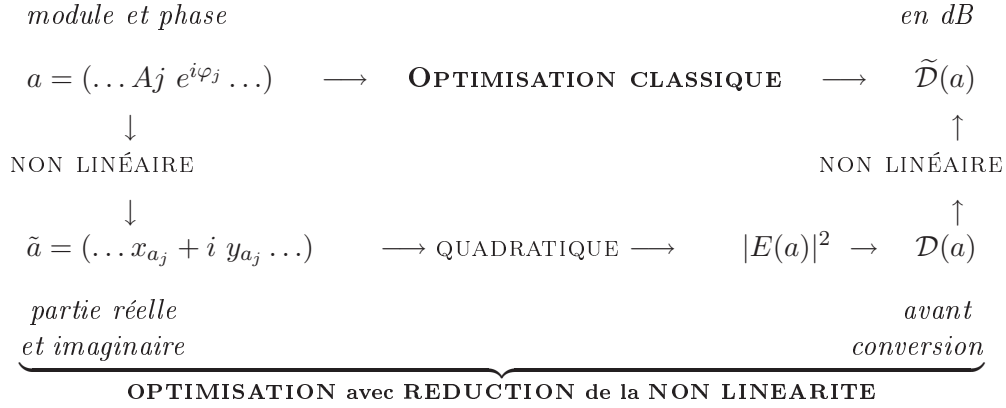 module et phase en dB
a = (… Aj e^{iφ_j} …) → OPTIMISATION CLASSIQUE → \widetilde{D}(a)
↓ ↑
NON LINÉAIRE NON LINÉAIRE
↓ ↑
ã = (… x_{a_j} + i y_{a_j} …) → QUADRATIQUE → |E(a)|² → D(a)
partie réelle avant
et imaginaire conversion
OPTIMISATION avec REDUCTION de la NON LINEARITE